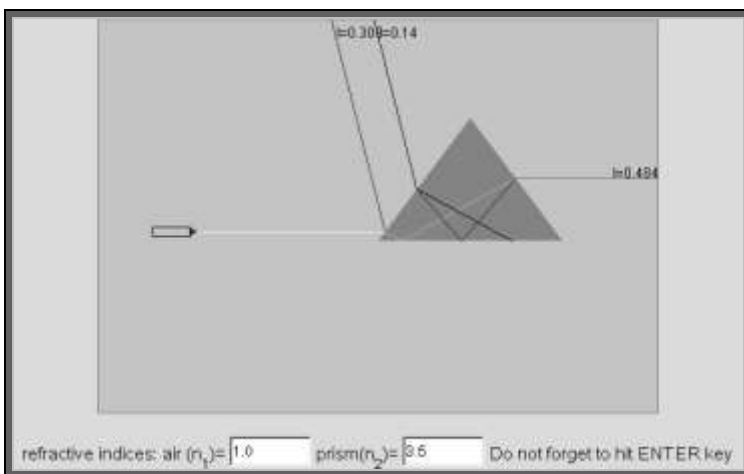 I=0.308 I=0.14
I=0.484
refractive indices: air (n1)= 1.0 prism(n2)= 3.5 Do not forget to hit ENTER key